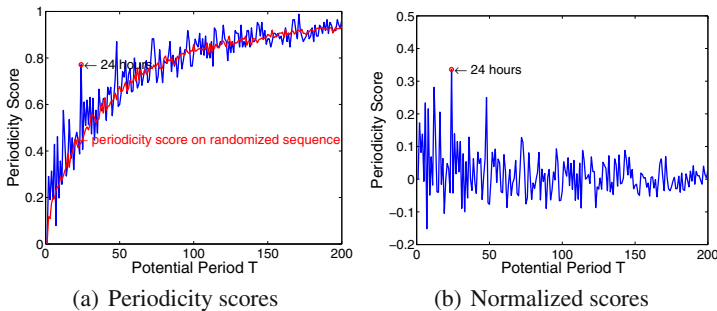 1
0.8
0.6
0.4
0.2
0
0 50 100 150 200
Periodicity Score
Potential Period T
← 24 hours
← periodicity score on randomized sequence
(a) Periodicity scores
0.5
0.4
0.3
0.2
0.1
0
−0.1
−0.2
0 50 100 150 200
Periodicity Score
Potential Period T
← 24 hours
(b) Normalized scores